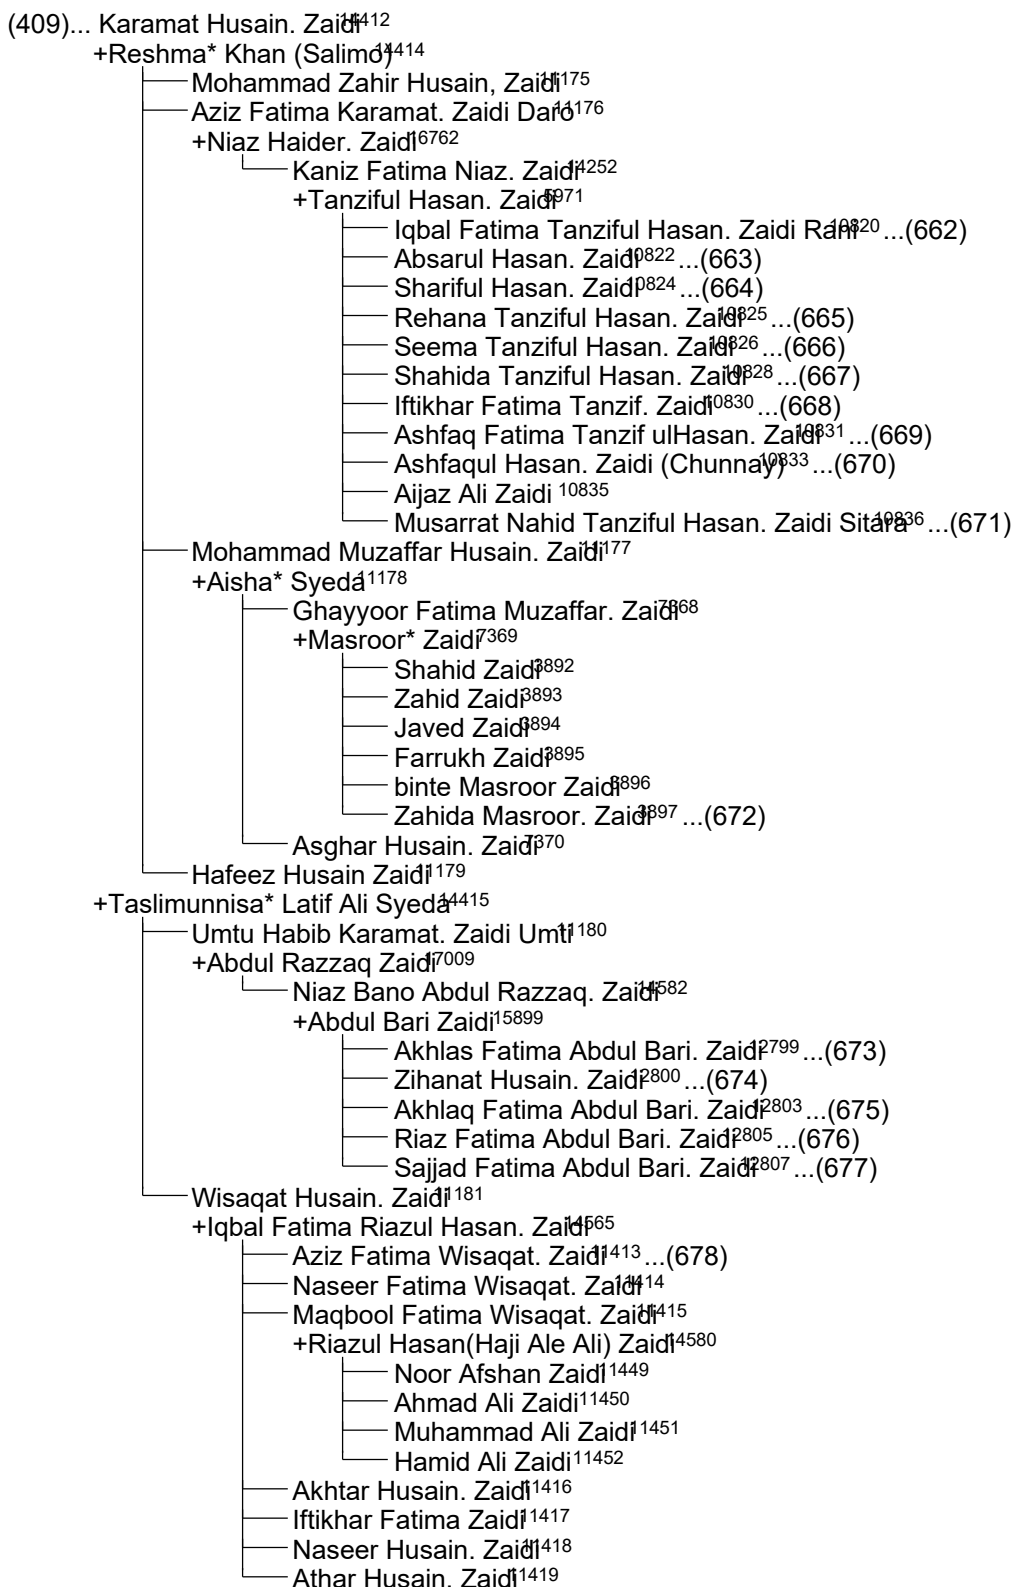 (409)... Karamat Husain. Zaidi14412
+Reshma* Khan (Salimo)14414
Mohammad Zahir Husain, Zaidi11175
Aziz Fatima Karamat. Zaidi Daro11176
+Niaz Haider. Zaidi16762
Kaniz Fatima Niaz. Zaidi14252
+Tanziful Hasan. Zaidi5971
Iqbal Fatima Tanziful Hasan. Zaidi Rani10820 ...(662)
Absarul Hasan. Zaidi10822 ...(663)
Shariful Hasan. Zaidi10824 ...(664)
Rehana Tanziful Hasan. Zaidi10825 ...(665)
Seema Tanziful Hasan. Zaidi10826 ...(666)
Shahida Tanziful Hasan. Zaidi10828 ...(667)
Iftikhar Fatima Tanzif. Zaidi10830 ...(668)
Ashfaq Fatima Tanzif ulHasan. Zaidi10831 ...(669)
Ashfaqul Hasan. Zaidi (Chunnay)10833 ...(670)
Aijaz Ali Zaidi 10835
Musarrat Nahid Tanziful Hasan. Zaidi Sitara10836 ...(671)
Mohammad Muzaffar Husain. Zaidi11177
+Aisha* Syeda11178
Ghayyoor Fatima Muzaffar. Zaidi7368
+Masroor* Zaidi7369
Shahid Zaidi3892
Zahid Zaidi3893
Javed Zaidi3894
Farrukh Zaidi3895
binte Masroor Zaidi3896
Zahida Masroor. Zaidi3897 ...(672)
Asghar Husain. Zaidi7370
Hafeez Husain Zaidi11179
+Taslimunnisa* Latif Ali Syeda14415
Umtu Habib Karamat. Zaidi Umti11180
+Abdul Razzaq Zaidi17009
Niaz Bano Abdul Razzaq. Zaidi14582
+Abdul Bari Zaidi15899
Akhlas Fatima Abdul Bari. Zaidi12799 ...(673)
Zihanat Husain. Zaidi12800 ...(674)
Akhlaq Fatima Abdul Bari. Zaidi12803 ...(675)
Riaz Fatima Abdul Bari. Zaidi12805 ...(676)
Sajjad Fatima Abdul Bari. Zaidi12807 ...(677)
Wisaqat Husain. Zaidi11181
+Iqbal Fatima Riazul Hasan. Zaidi14565
Aziz Fatima Wisaqat. Zaidi11413 ...(678)
Naseer Fatima Wisaqat. Zaidi11414
Maqbool Fatima Wisaqat. Zaidi11415
+Riazul Hasan(Haji Ale Ali) Zaidi14580
Noor Afshan Zaidi11449
Ahmad Ali Zaidi11450
Muhammad Ali Zaidi11451
Hamid Ali Zaidi11452
Akhtar Husain. Zaidi11416
Iftikhar Fatima Zaidi11417
Naseer Husain. Zaidi11418
Athar Husain. Zaidi11419